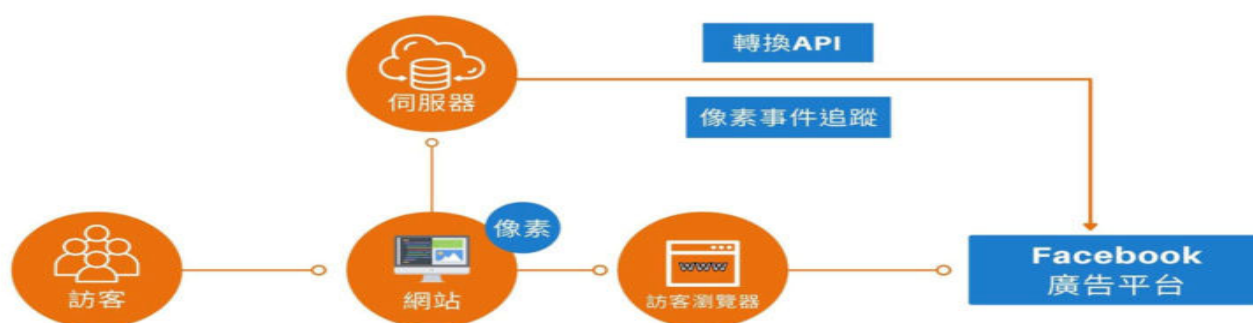 轉換API
伺服器
像素事件追蹤
像素
www
Facebook
廣告平台
訪客
網站
訪客瀏覽器